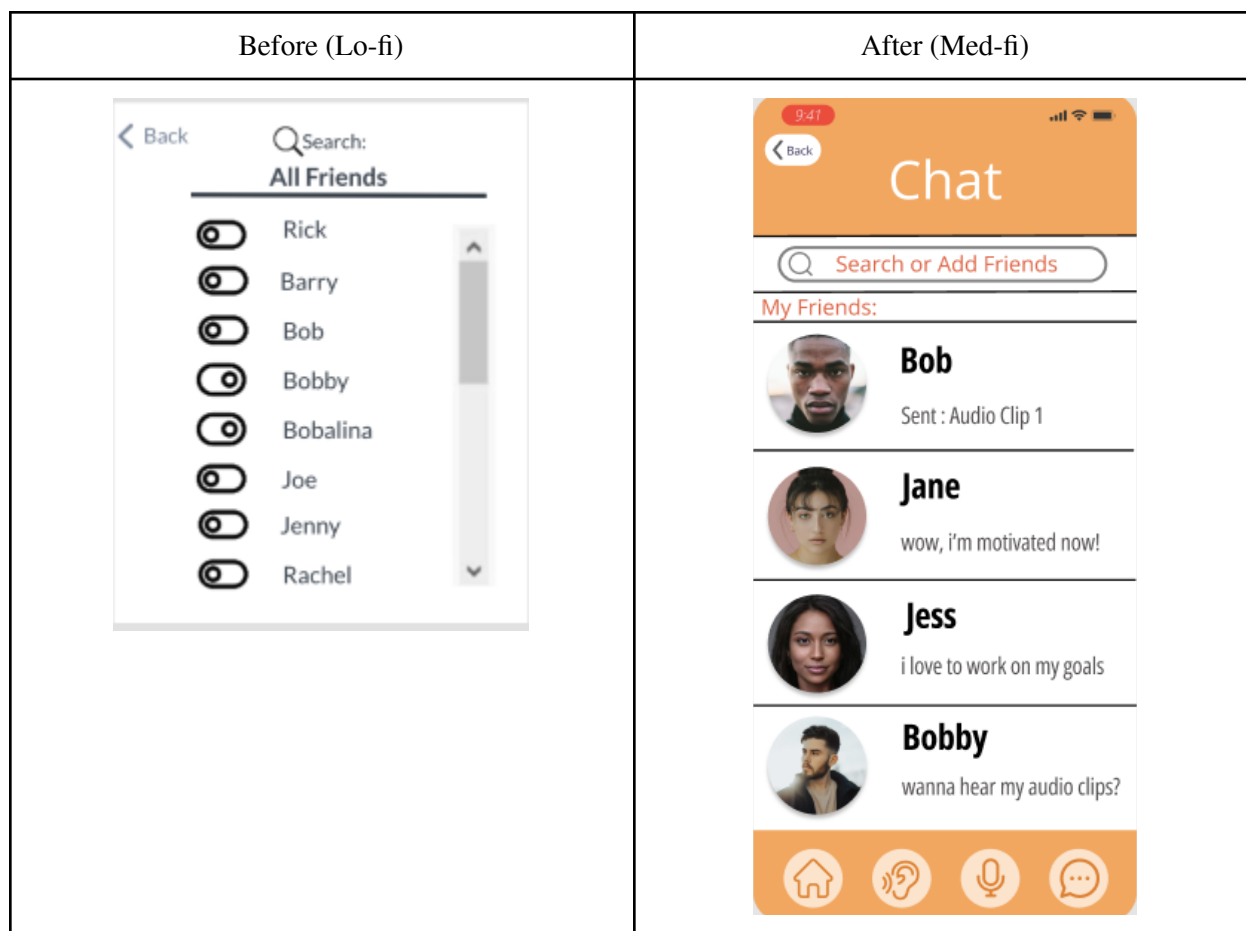 Before (Lo-fi)
After (Med-fi)
Back
Search:
All Friends
Rick
Barry
Bob
Bobby
Bobalina
Joe
Jenny
Rachel
9:41
Back
Chat
Search or Add Friends
My Friends:
Bob
Sent : Audio Clip 1
Jane
wow, i'm motivated now!
Jess
i love to work on my goals
Bobby
wanna hear my audio clips?